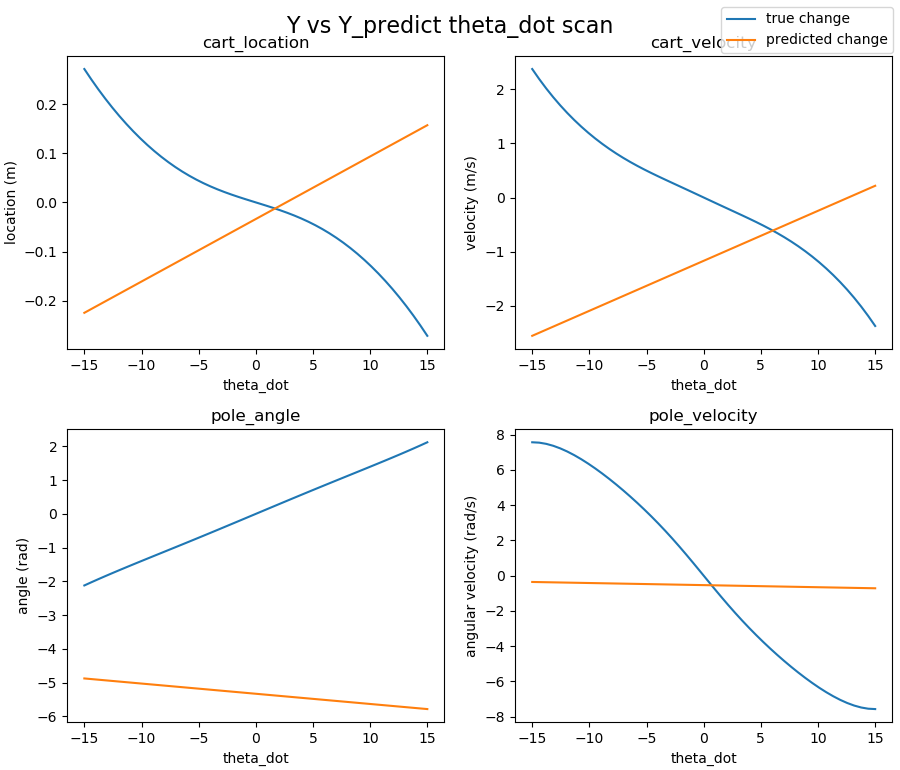 Y vs Y_predict theta_dot scan
true change
predicted change
cart_location
0.2
0.1
0.0
−0.1
−0.2
location (m)
−15 −10 −5 0 5 10 15
theta_dot
cart_velocity
2
1
0
−1
−2
velocity (m/s)
−15 −10 −5 0 5 10 15
theta_dot
pole_angle
2
1
0
−1
−2
−3
−4
−5
−6
angle (rad)
−15 −10 −5 0 5 10 15
theta_dot
pole_velocity
8
6
4
2
0
−2
−4
−6
−8
angular velocity (rad/s)
−15 −10 −5 0 5 10 15
theta_dot